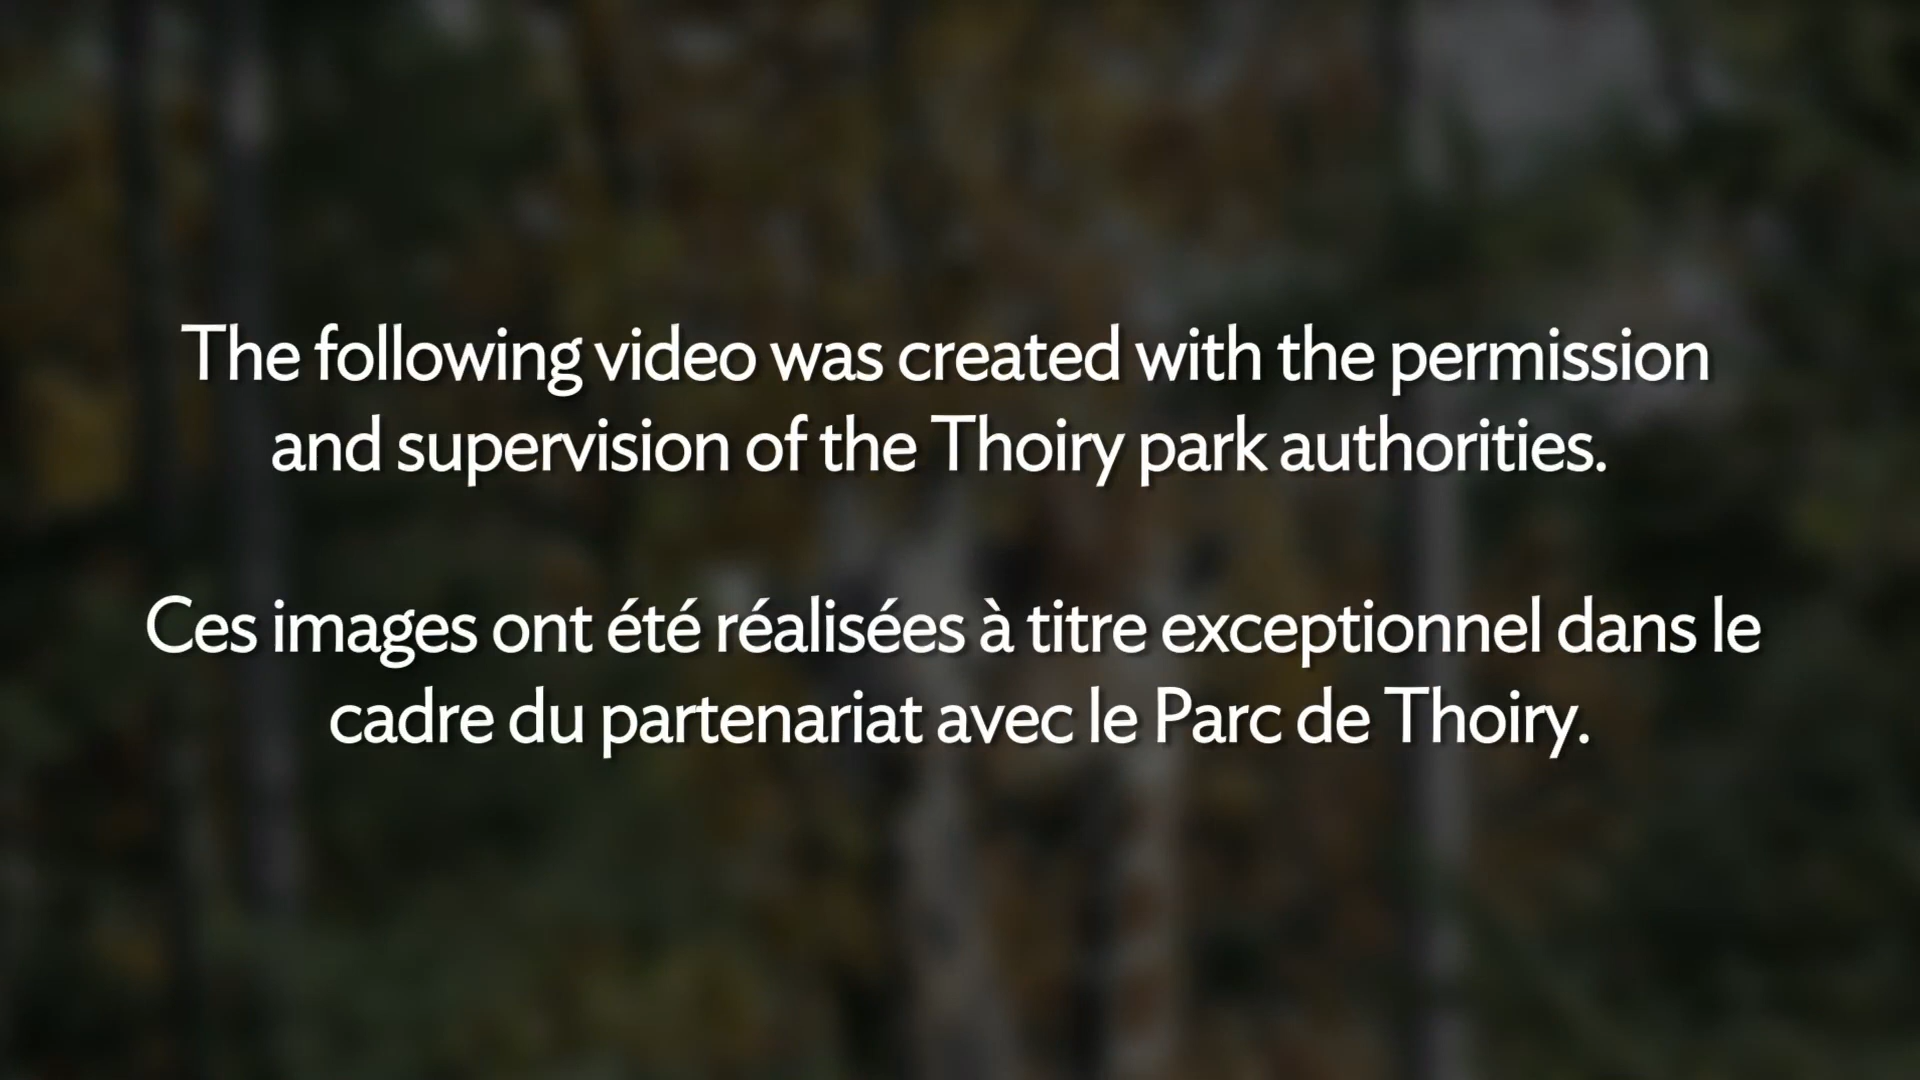 The following video was created with the permission
and supervision of the Thoiry park authorities.
Ces images ont été réalisées à titre exceptionnel dans le
cadre du partenariat avec le Parc de Thoiry.